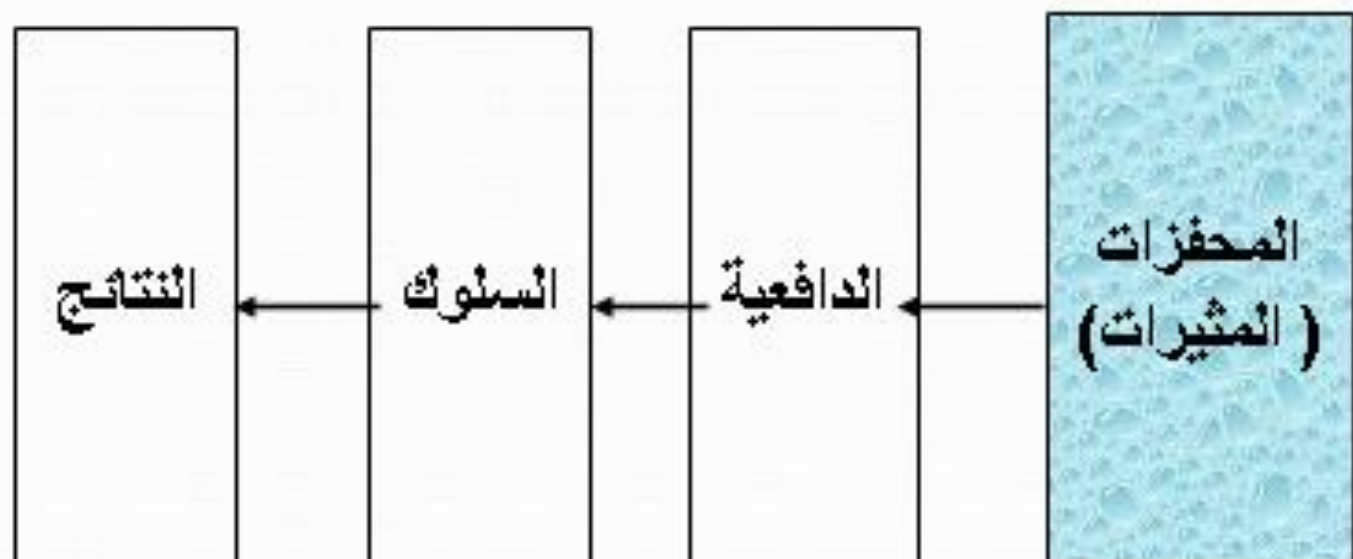 المحفزات
( المثيرات)
الدافعية
السلوك
النتائج